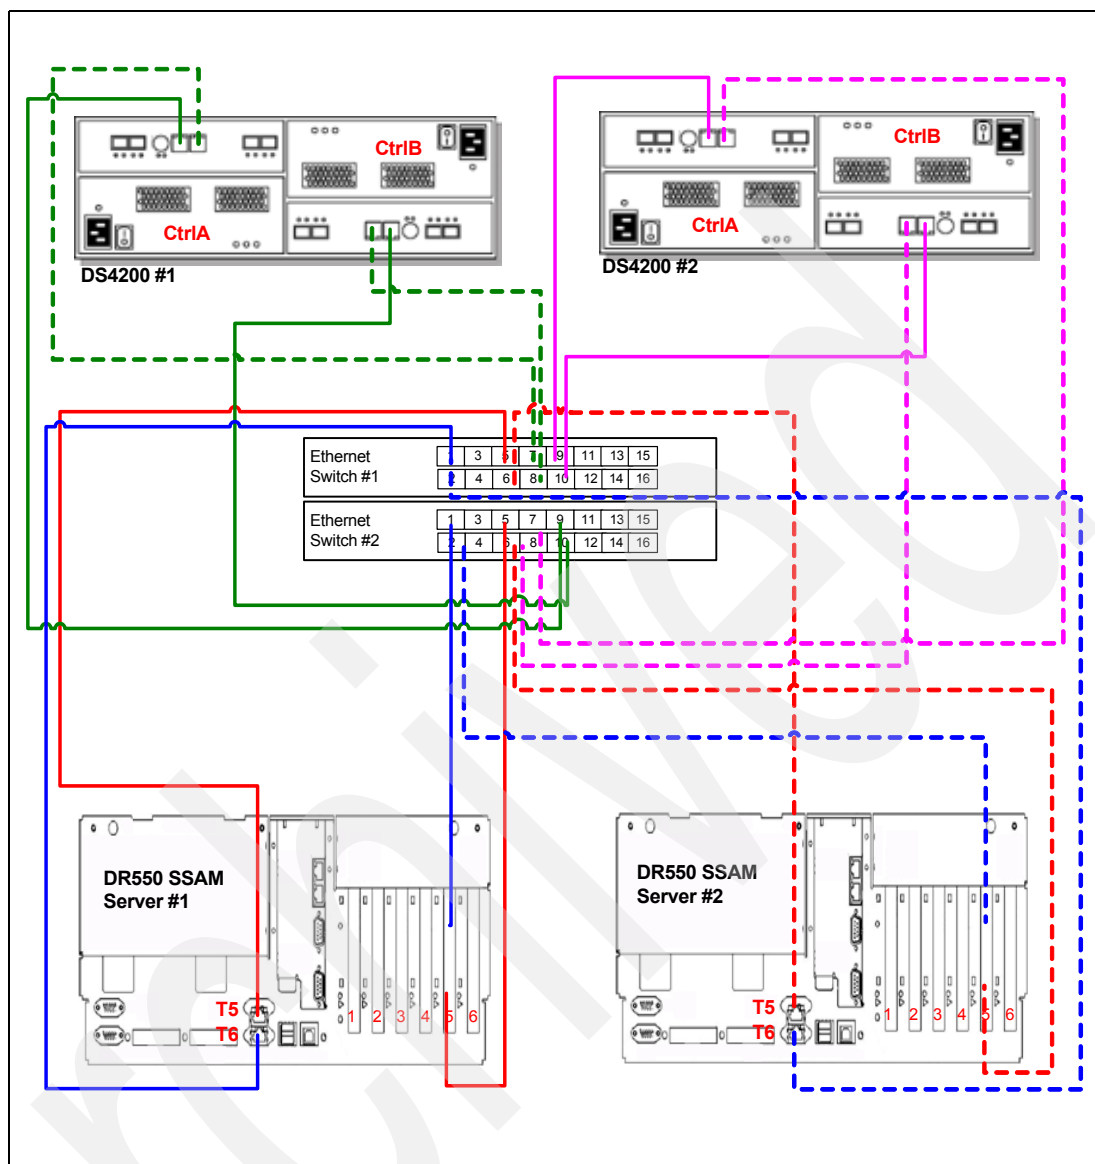 CtrlB
CtrlA
DS4200 #1
CtrlB
CtrlA
DS4200 #2
Ethernet
Switch #1
1 3 5 7 9 11 13 15
2 4 6 8 10 12 14 16
Ethernet
Switch #2
1 3 5 7 9 11 13 15
2 4 6 8 10 12 14 16
DR550 SSAM
Server #1
T5
T6
1 2 3 4 5 6
DR550 SSAM
Server #2
T5
T6
1 2 3 4 5 6
chived